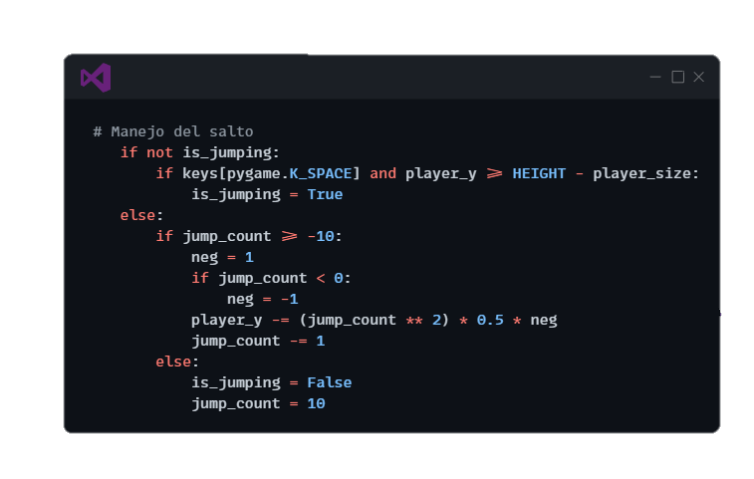 # Manejo del salto
if not is_jumping:
if keys[pygame.K_SPACE] and player_y >= HEIGHT - player_size:
is_jumping = True
else:
if jump_count >= -10:
neg = 1
if jump_count < 0:
neg = -1
player_y -= (jump_count ** 2) * 0.5 * neg
jump_count -= 1
else:
is_jumping = False
jump_count = 10